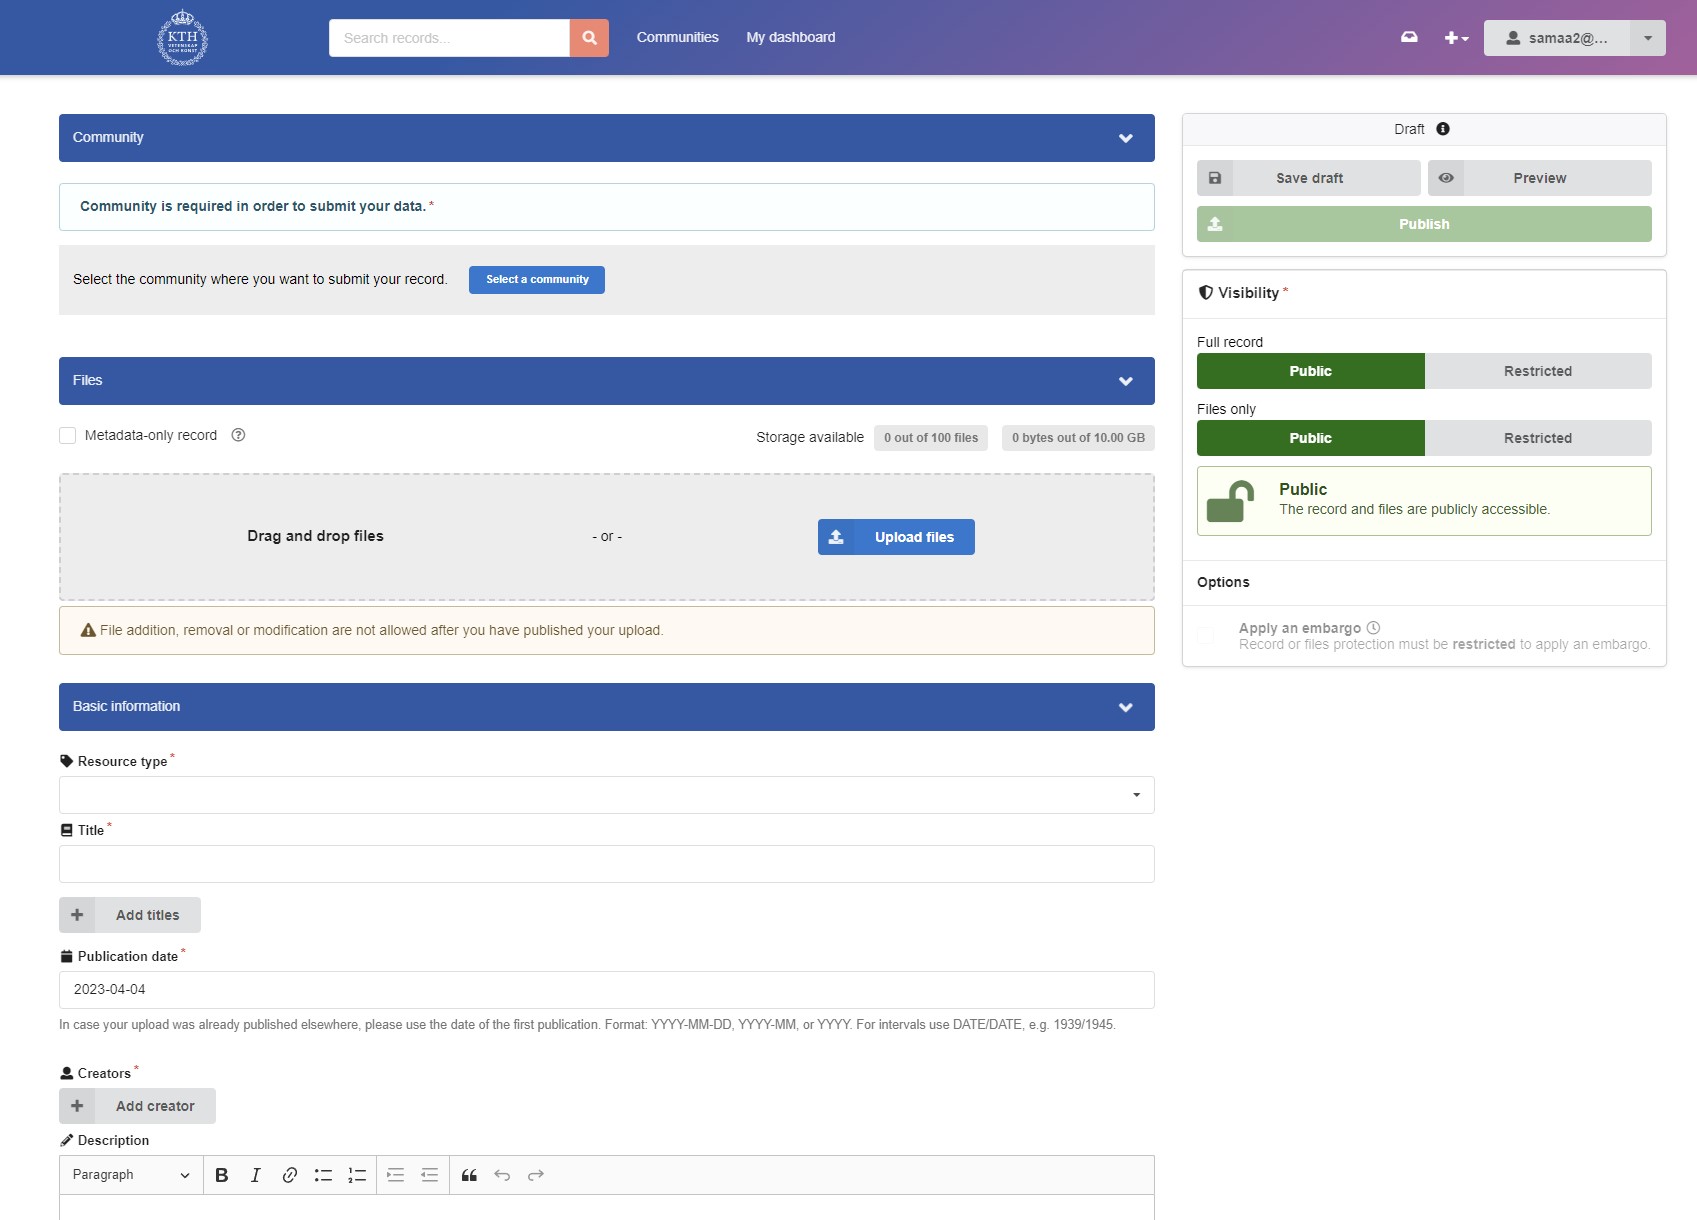 KTH
VETENSKAP
OCH KONST
Search records...
Communities
My dashboard
samaa2@...
Community
Community is required in order to submit your data. *
Select the community where you want to submit your record.
Select a community
Files
Metadata-only record
Storage available
0 out of 100 files
0 bytes out of 10.00 GB
Drag and drop files
- or -
Upload files
File addition, removal or modification are not allowed after you have published your upload.
Basic information
Resource type *
Title *
Add titles
Publication date *
2023-04-04
In case your upload was already published elsewhere, please use the date of the first publication. Format: YYYY-MM-DD, YYYY-MM, or YYYY. For intervals use DATE/DATE, e.g. 1939/1945.
Creators *
Add creator
Description
Paragraph
Draft
Save draft
Preview
Publish
Visibility *
Full record
Public
Restricted
Files only
Public
Restricted
Public
The record and files are publicly accessible.
Options
Apply an embargo
Record or files protection must be restricted to apply an embargo.